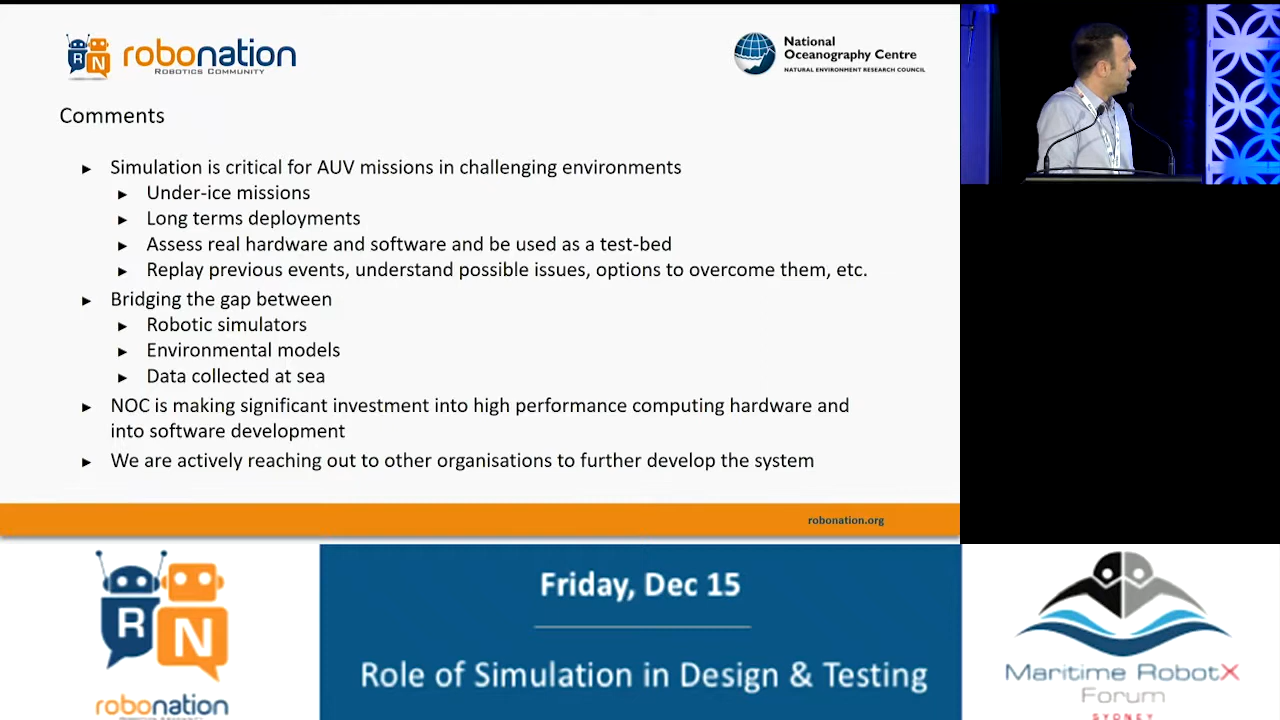 robonation
ROBOTICS COMMUNITY
National
Oceanography Centre
NATURAL ENVIRONMENT RESEARCH COUNCIL
Comments
Simulation is critical for AUV missions in challenging environments
Under-ice missions
Long terms deployments
Assess real hardware and software and be used as a test-bed
Replay previous events, understand possible issues, options to overcome them, etc.
Bridging the gap between
Robotic simulators
Environmental models
Data collected at sea
NOC is making significant investment into high performance computing hardware and
into software development
We are actively reaching out to other organisations to further develop the system
robonation.org
RN
robonation
ROBOTICS COMMUNITY
Friday, Dec 15
Role of Simulation in Design & Testing
Maritime RobotX
Forum
SYDNEY